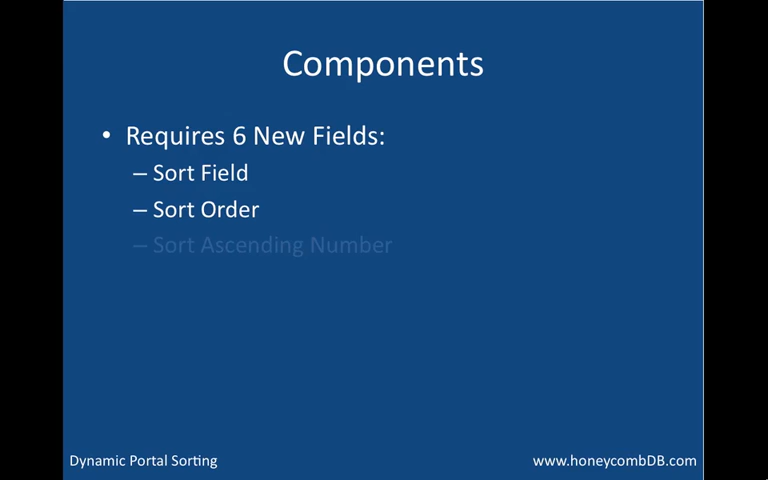 Components
• Requires 6 New Fields:
– Sort Field
– Sort Order
– Sort Ascending Number
Dynamic Portal Sorting
www.honeycombDB.com